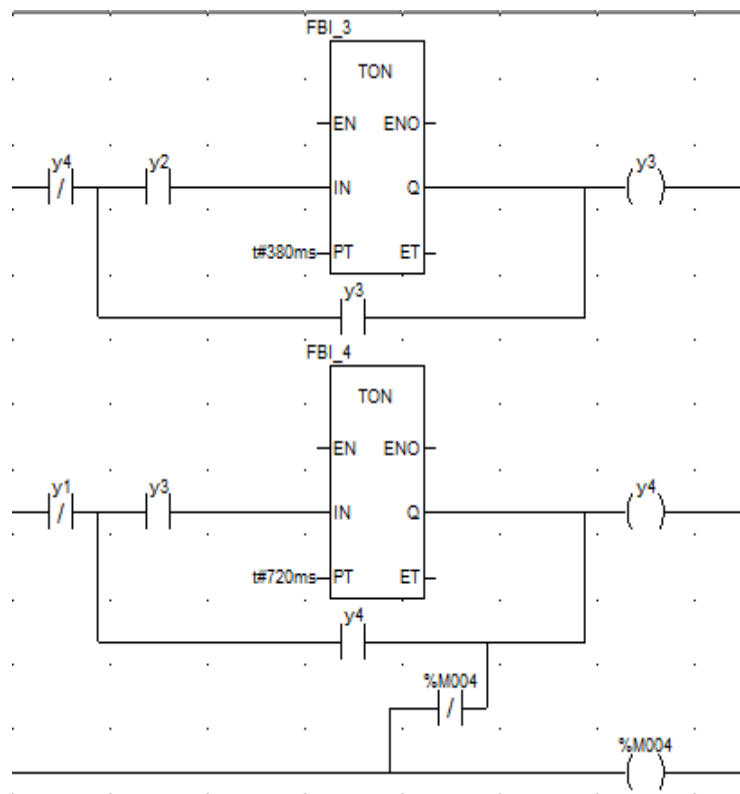 FBI_3
TON
EN ENO
y4 y2 y3
IN Q
t#380ms PT ET
y3
FBI_4
TON
EN ENO
y1 y3 y4
IN Q
t#720ms PT ET
y4
%M004
%M004